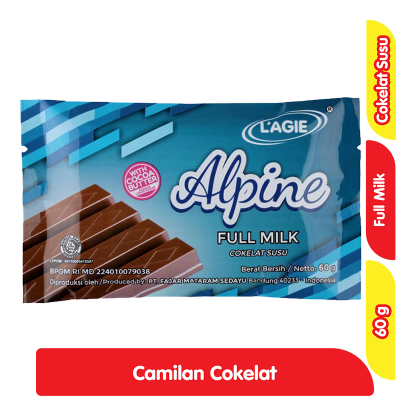 L'AGIE
®
WITH
COCOA
BUTTER
Alpine
FULL MILK
COKELAT SUSU
Berat Bersih / Netto: 60 g
BPOM RI MD 224010079038
Diproduksi oleh / Produced by: PT. FAJAR MATARAM SEDAYU Bandung 40233 - Indonesia
Cokelat Susu
Full Milk
60 g
Camilan Cokelat